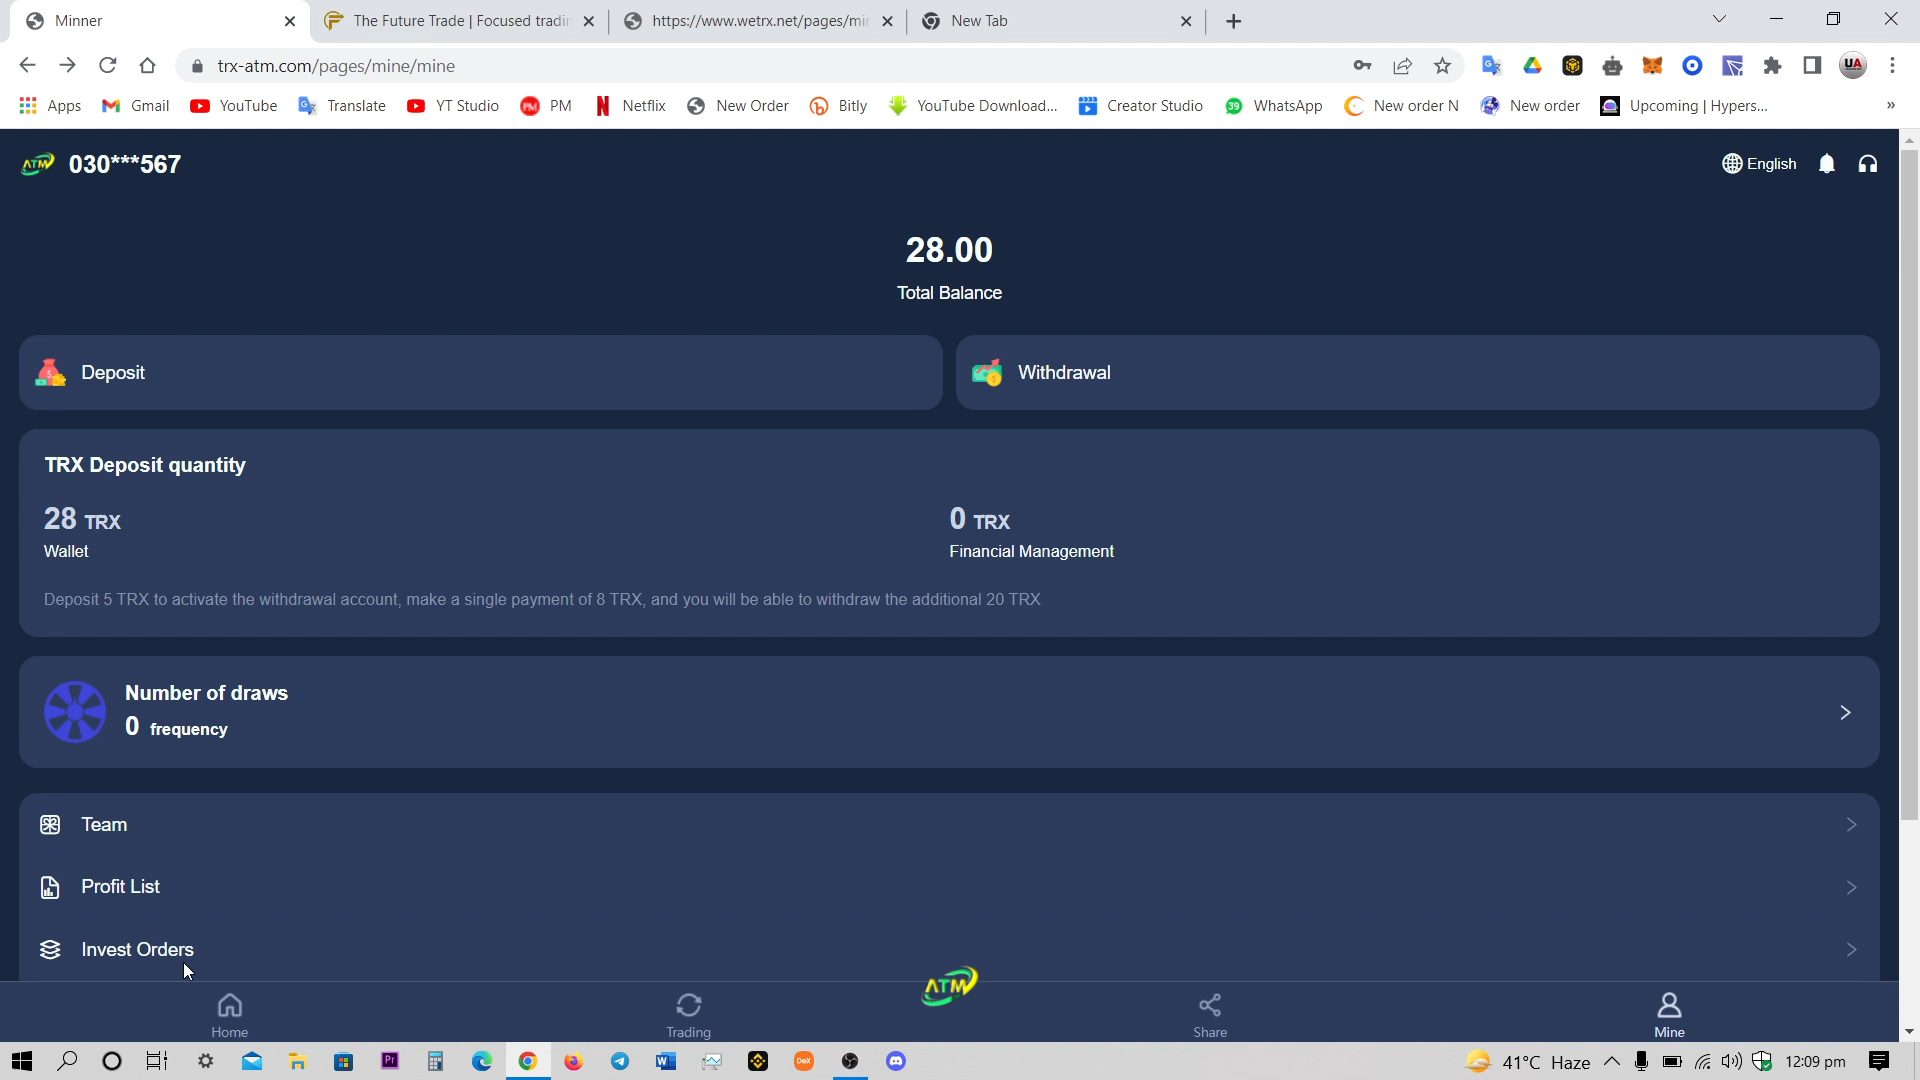 Minner
The Future Trade | Focused tradin
https://www.wetrx.net/pages/min
New Tab
trx-atm.com/pages/mine/mine
UA
Apps
Gmail
YouTube
Translate
YT Studio
PM
Netflix
New Order
Bitly
YouTube Download...
Creator Studio
WhatsApp
New order N
New order
Upcoming | Hypers...
»
ATM 030***567
English
28.00
Total Balance
Deposit
Withdrawal
TRX Deposit quantity
28 TRX
Wallet
0 TRX
Financial Management
Deposit 5 TRX to activate the withdrawal account, make a single payment of 8 TRX, and you will be able to withdraw the additional 20 TRX
Number of draws
0 frequency
Team
Profit List
Invest Orders
Home
Trading
ATM
Share
Mine
41°C Haze
12:09 pm